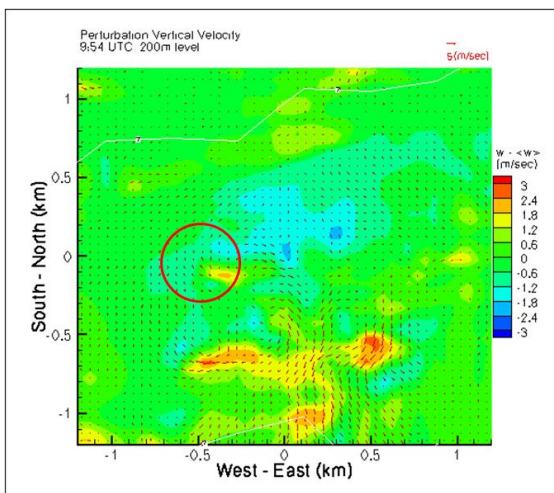 Perturbation Vertical Velocity
9:54 UTC 200m level
5(m/sec)
w - <w>
(m/sec)
3
2.4
1.8
1.2
0.6
0
-0.6
-1.2
-1.8
-2.4
-3
South - North (km)
1
0.5
0
-0.5
-1
-1 -0.5 0 0.5 1
West - East (km)